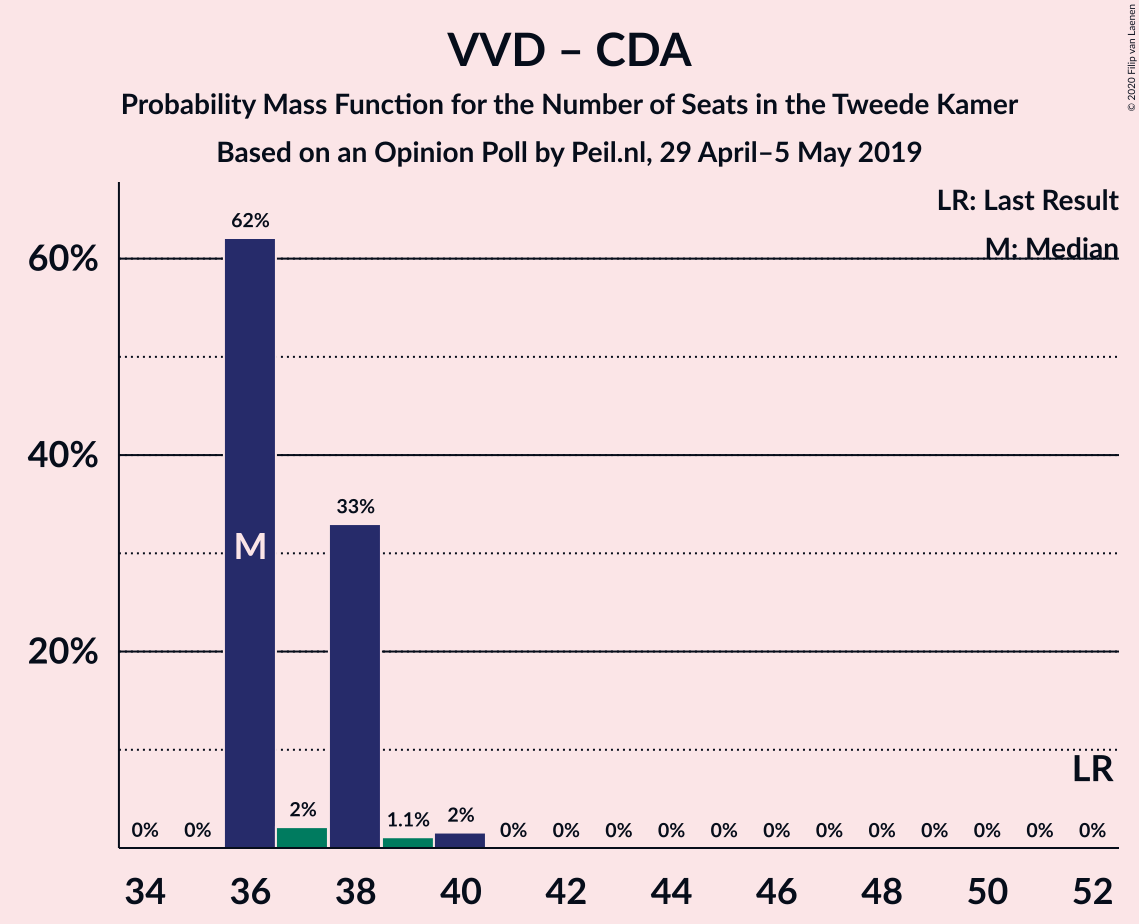 VVD – CDA
Probability Mass Function for the Number of Seats in the Tweede Kamer
Based on an Opinion Poll by Peil.nl, 29 April–5 May 2019
© 2020 Filip van Laenen
LR: Last Result
M: Median
60%
40%
20%
62%
M
33%
LR
0% 0% 2% 1.1% 2% 0% 0% 0% 0% 0% 0% 0% 0% 0% 0% 0% 0%
34 36 38 40 42 44 46 48 50 52